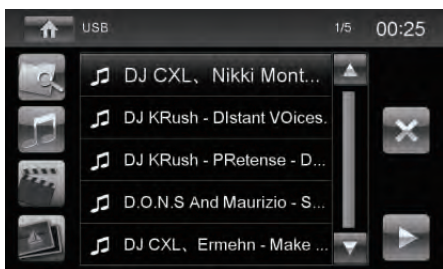 USB 1/5 00:25
DJ CXL、Nikki Mont...
DJ KRush - DIstant VOices.
DJ KRush - PRetense - D...
D.O.N.S And Maurizio - S...
DJ CXL、Ermehn - Make ...